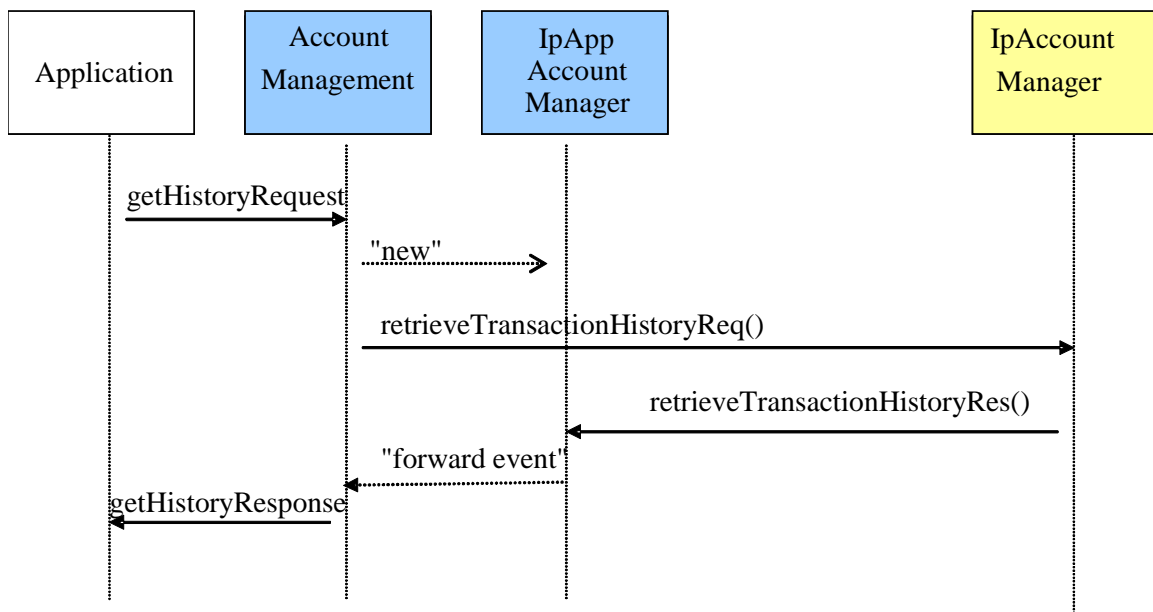 Application
Account
Management
IpApp
Account
Manager
IpAccount
Manager
getHistoryRequest
"new"
retrieveTransactionHistoryReq()
retrieveTransactionHistoryRes()
"forward event"
getHistoryResponse